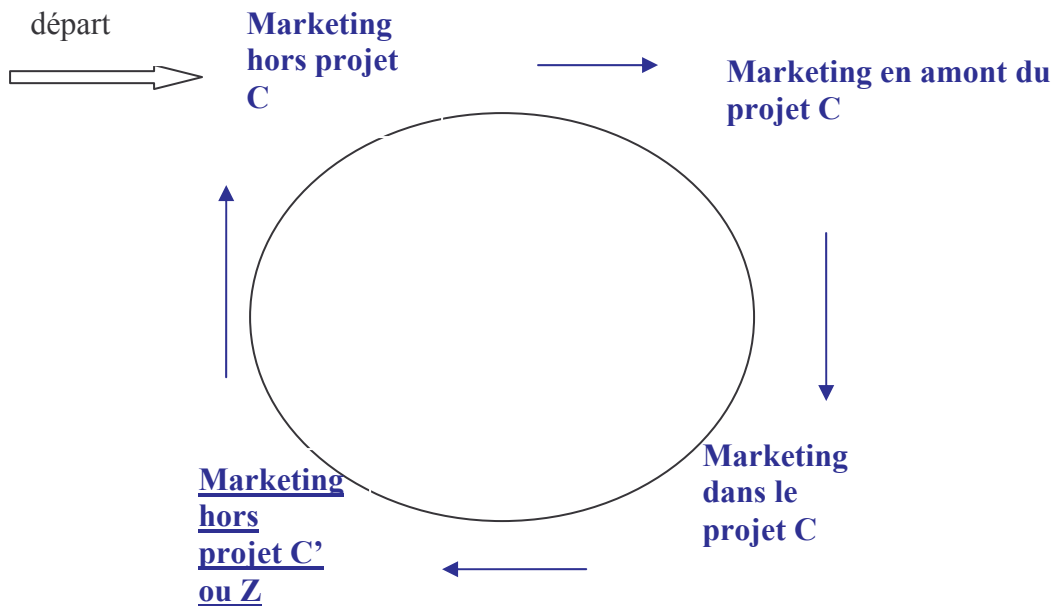 départ
Marketing
hors projet
C
Marketing en amont du
projet C
Marketing
dans le
projet C
Marketing
hors
projet C’
ou Z